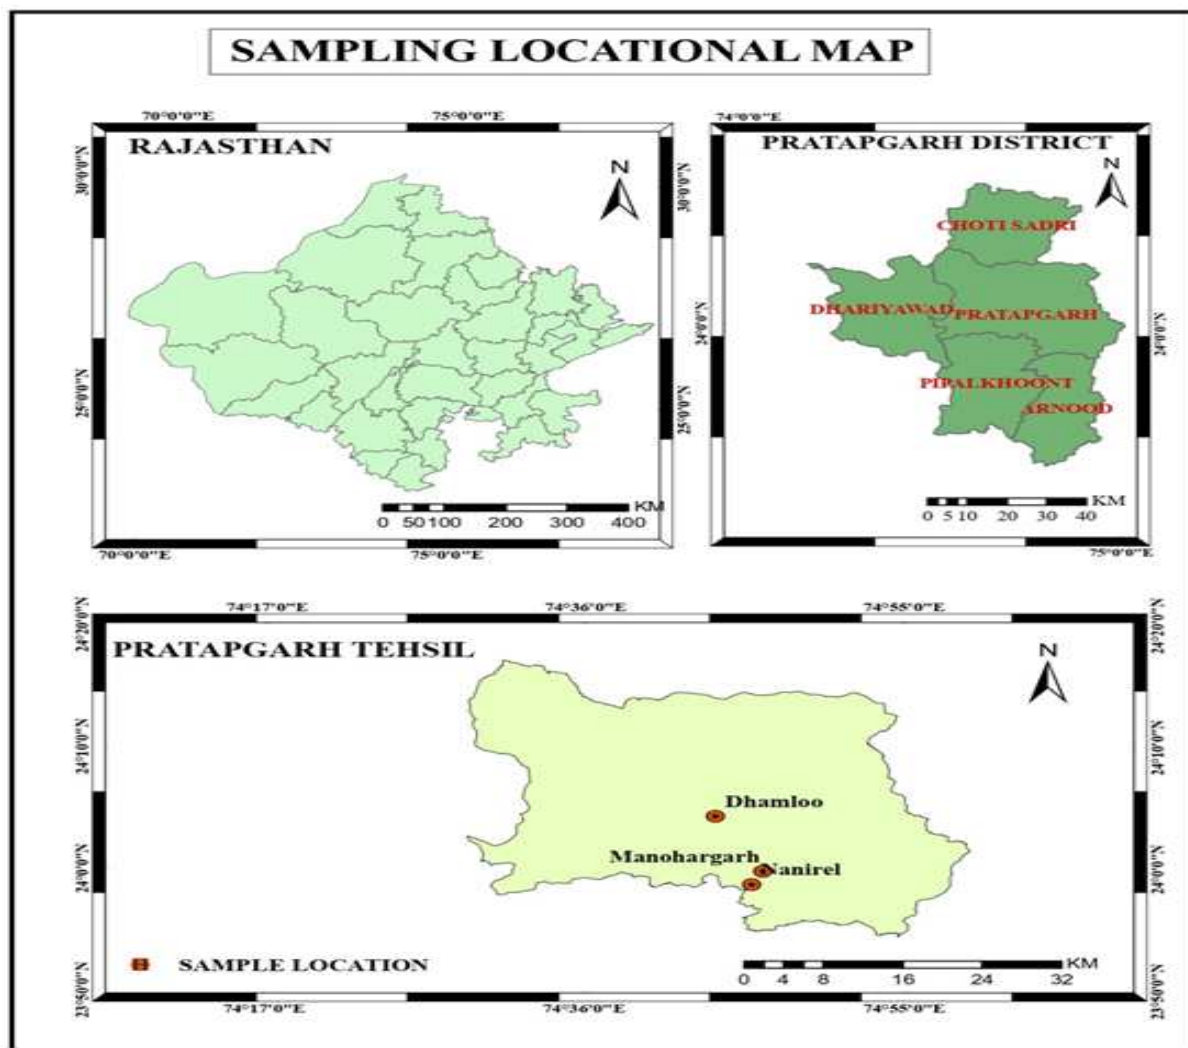 SAMPLING LOCATIONAL MAP
70°0'0"E 75°0'0"E
RAJASTHAN
N
30°0'0"N
30°0'0"N
25°0'0"N
25°0'0"N
KM
0 50 100 200 300 400
70°0'0"E 75°0'0"E
74°0'0"E
PRATAPGARH DISTRICT
N
CHOTI SADRI
DHARIYAWAD
PRATAPGARH
24°0'0"N
24°0'0"N
PIPALKHOONT
ARNOOD
KM
0 5 10 20 30 40
75°0'0"E
74°17'0"E 74°36'0"E 74°55'0"E
24°20'0"N
24°20'0"N
PRATAPGARH TEHSIL
N
24°10'0"N
24°10'0"N
Dhamloo
Manohargarh
Nanirel
24°0'0"N
24°0'0"N
SAMPLE LOCATION
KM
0 4 8 16 24 32
23°50'0"N
23°50'0"N
74°17'0"E 74°36'0"E 74°55'0"E